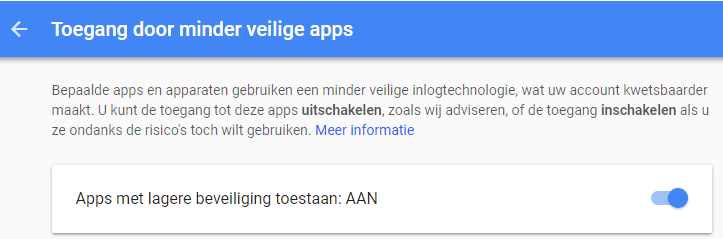 Toegang door minder veilige apps
Bepaalde apps en apparaten gebruiken een minder veilige inlogtechnologie, wat uw account kwetsbaarder
maakt. U kunt de toegang tot deze apps uitschakelen, zoals wij adviseren, of de toegang inschakelen als u
ze ondanks de risico's toch wilt gebruiken. Meer informatie
Apps met lagere beveiliging toestaan: AAN